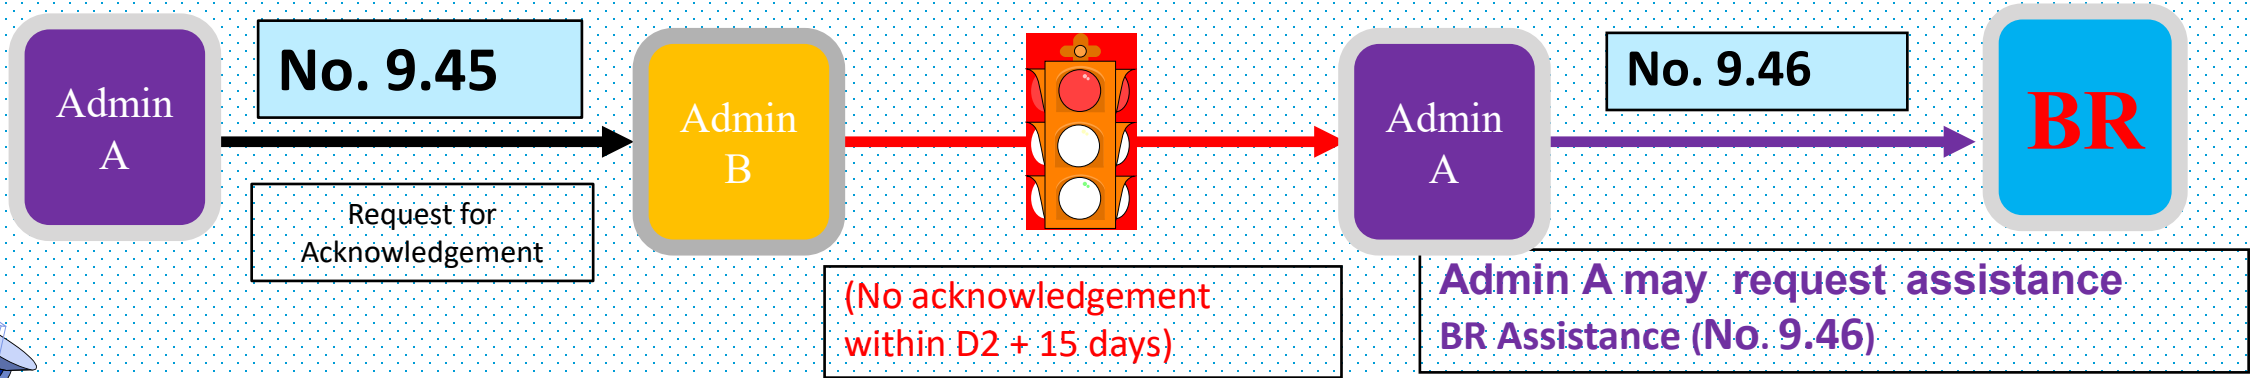 Admin
A
No. 9.45
Request for
Acknowledgement
Admin
B
(No acknowledgement
within D2 + 15 days)
Admin
A
No. 9.46
BR
Admin A may request assistance
BR Assistance (No. 9.46)